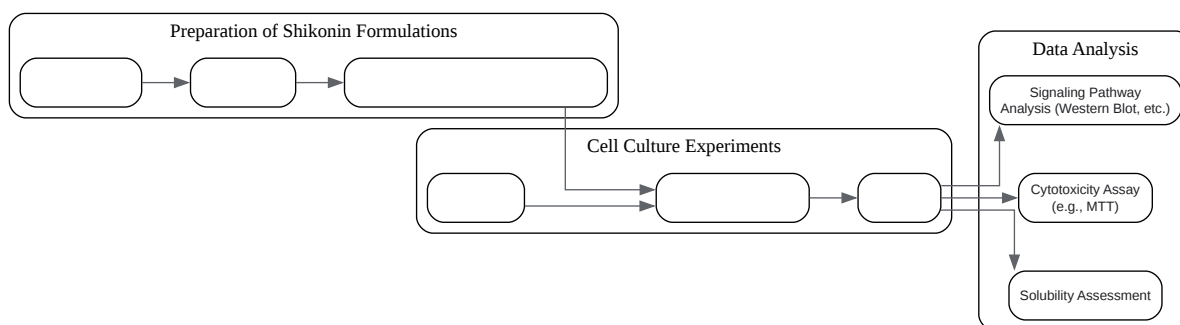 Preparation of Shikonin Formulations
Cell Culture Experiments
Data Analysis
Signaling Pathway
Analysis (Western Blot, etc.)
Cytotoxicity Assay
(e.g., MTT)
Solubility Assessment